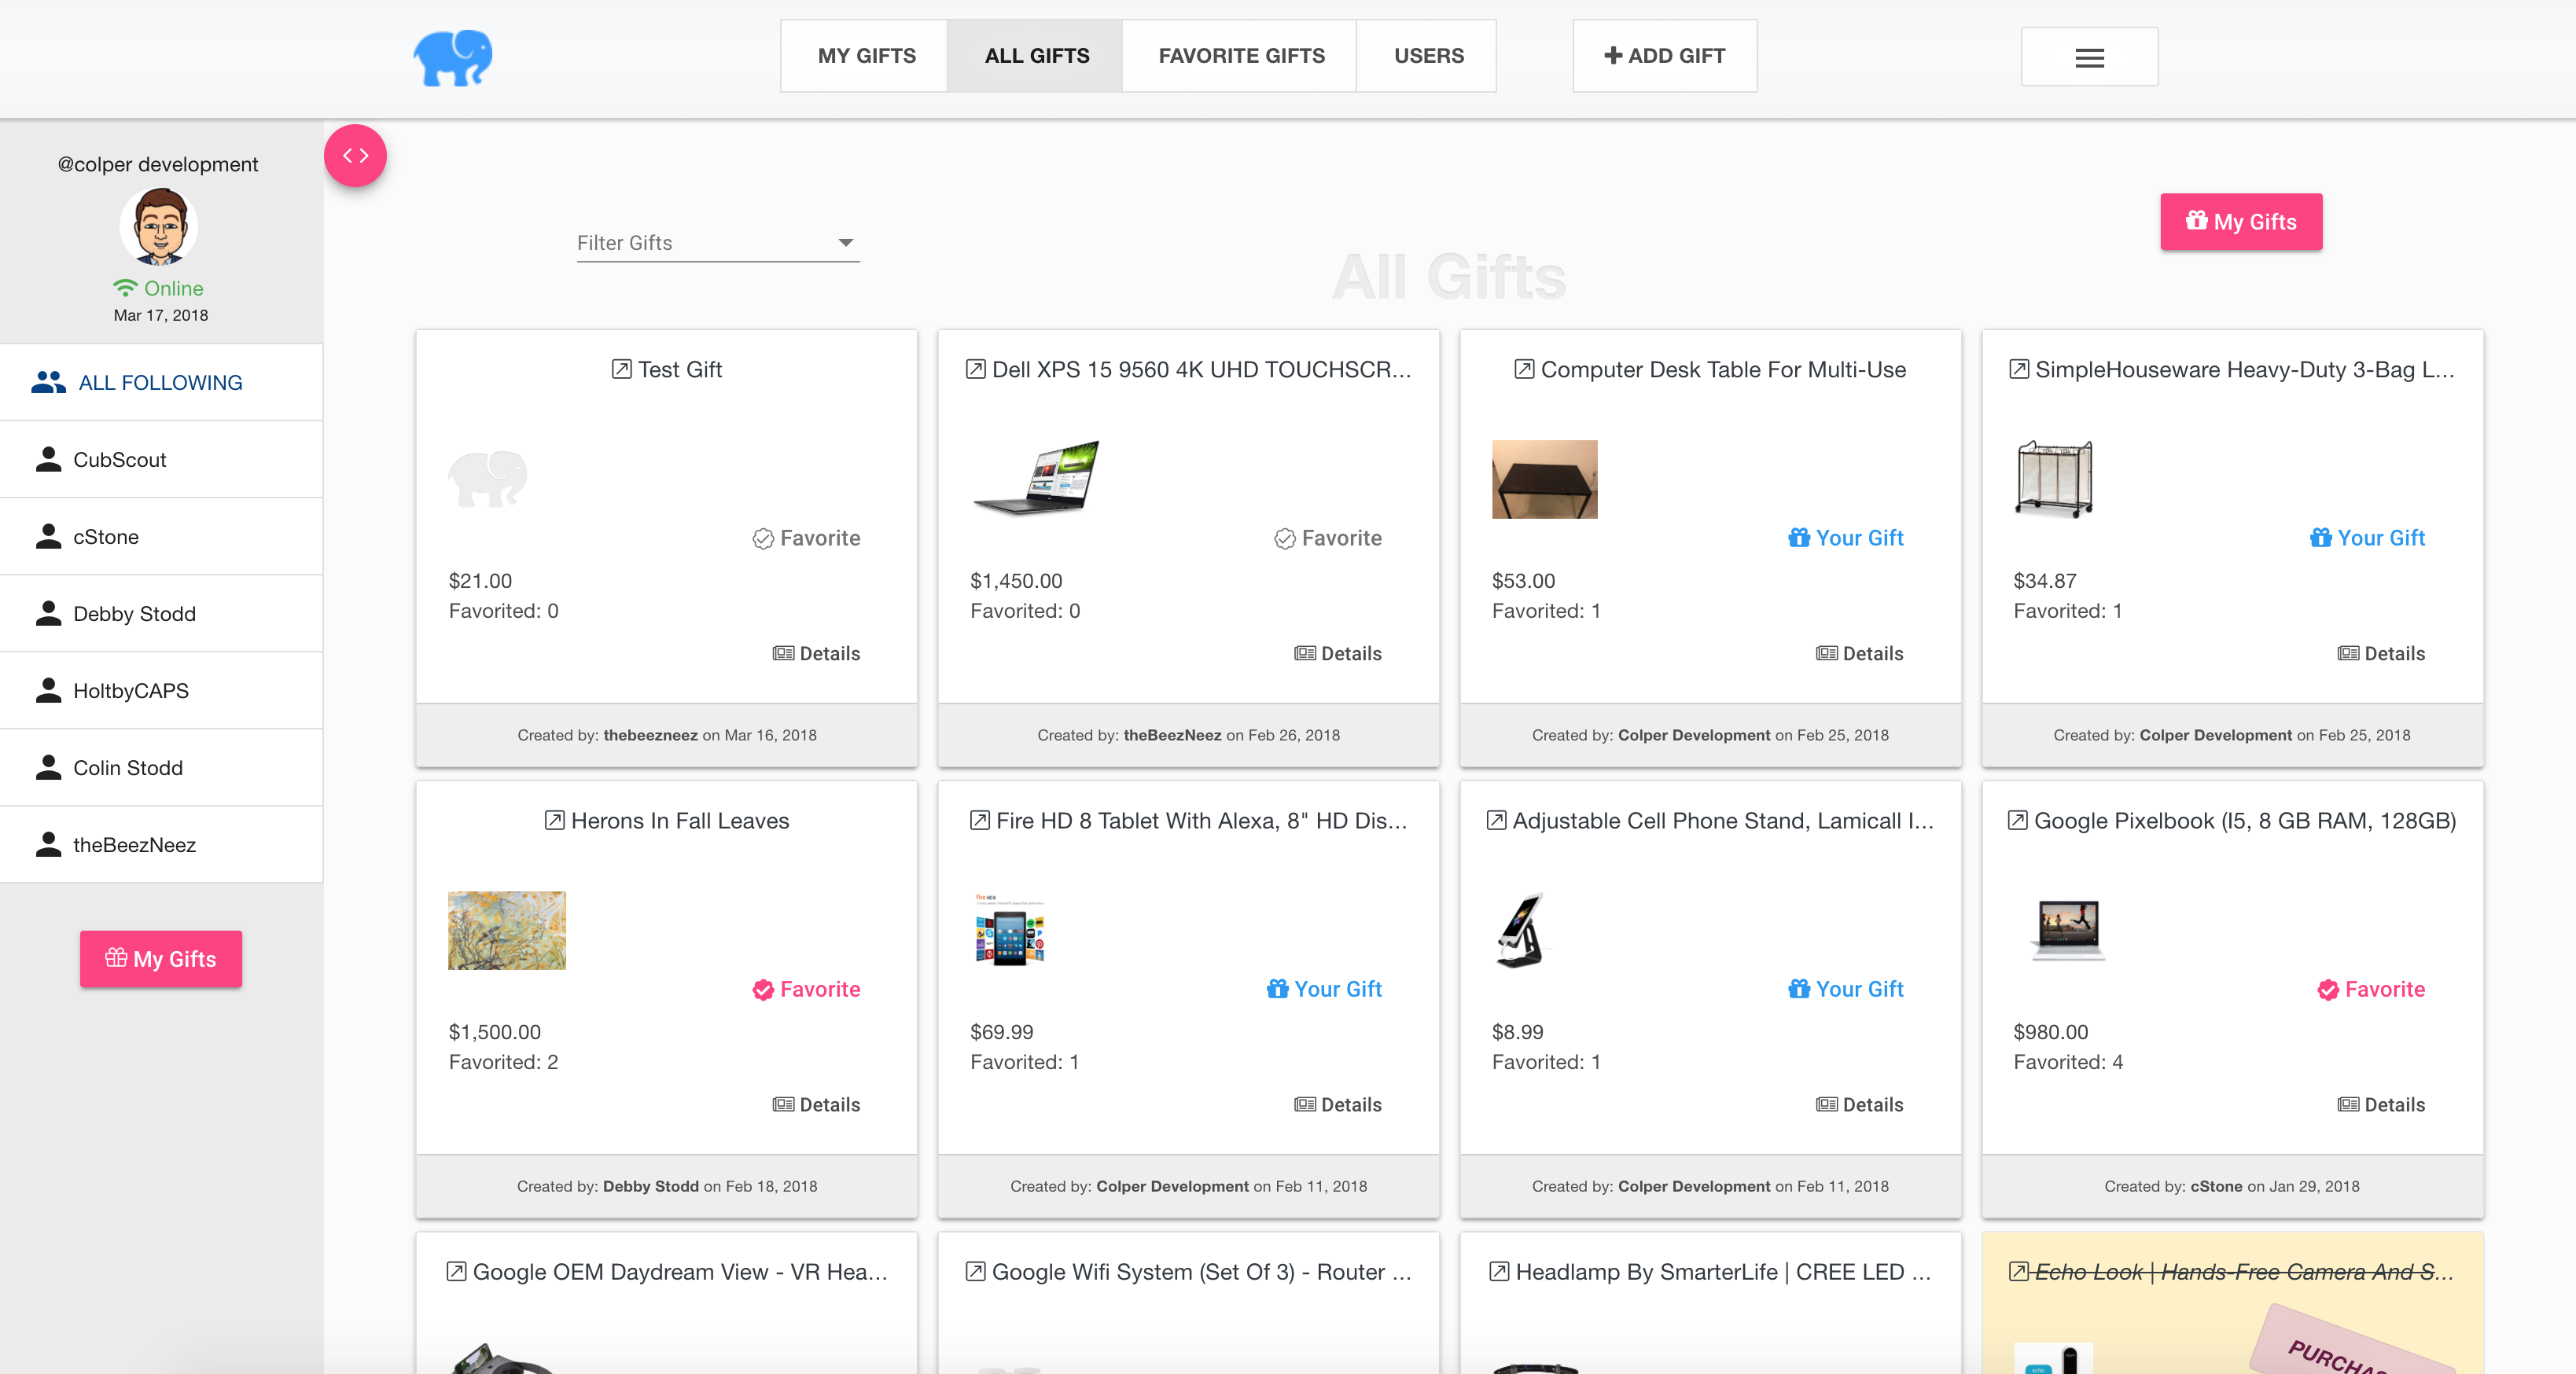 MY GIFTS
ALL GIFTS
FAVORITE GIFTS
USERS
ADD GIFT
@colper development
Online
Mar 17, 2018
ALL FOLLOWING
CubScout
cStone
Debby Stodd
HoltbyCAPS
Colin Stodd
theBeezNeez
My Gifts
Filter Gifts
My Gifts
All Gifts
Test Gift
Favorite
$21.00
Favorited: 0
Details
Created by: thebeezneez on Mar 16, 2018
Dell XPS 15 9560 4K UHD TOUCHSCR...
Favorite
$1,450.00
Favorited: 0
Details
Created by: theBeezNeez on Feb 26, 2018
Computer Desk Table For Multi-Use
Your Gift
$53.00
Favorited: 1
Details
Created by: Colper Development on Feb 25, 2018
SimpleHouseware Heavy-Duty 3-Bag L...
Your Gift
$34.87
Favorited: 1
Details
Created by: Colper Development on Feb 25, 2018
Herons In Fall Leaves
Favorite
$1,500.00
Favorited: 2
Details
Created by: Debby Stodd on Feb 18, 2018
Fire HD 8 Tablet With Alexa, 8" HD Dis...
Your Gift
$69.99
Favorited: 1
Details
Created by: Colper Development on Feb 11, 2018
Adjustable Cell Phone Stand, Lamicall I...
Your Gift
$8.99
Favorited: 1
Details
Created by: Colper Development on Feb 11, 2018
Google Pixelbook (I5, 8 GB RAM, 128GB)
Favorite
$980.00
Favorited: 4
Details
Created by: cStone on Jan 29, 2018
Google OEM Daydream View - VR Hea...
Google Wifi System (Set Of 3) - Router ...
Headlamp By SmarterLife | CREE LED ...
Echo Look | Hands-Free Camera And S...